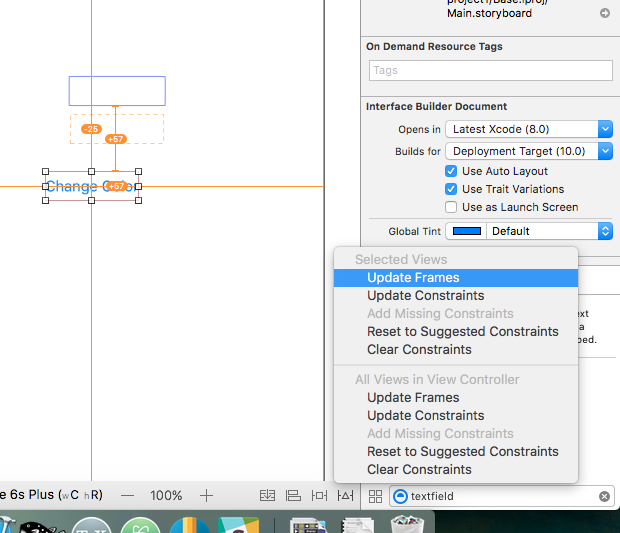 project1/Base.lproj/
Main.storyboard
On Demand Resource Tags
Tags
Interface Builder Document
Opens in Latest Xcode (8.0)
Builds for Deployment Target (10.0)
Use Auto Layout
Use Trait Variations
Use as Launch Screen
Global Tint Default
-25
+57
Change Color
+67
Selected Views
Update Frames
Update Constraints
Add Missing Constraints
Reset to Suggested Constraints
Clear Constraints
All Views in View Controller
Update Frames
Update Constraints
Add Missing Constraints
Reset to Suggested Constraints
Clear Constraints
ext
a
ped.
e 6s Plus (wC hR) — 100% +
textfield